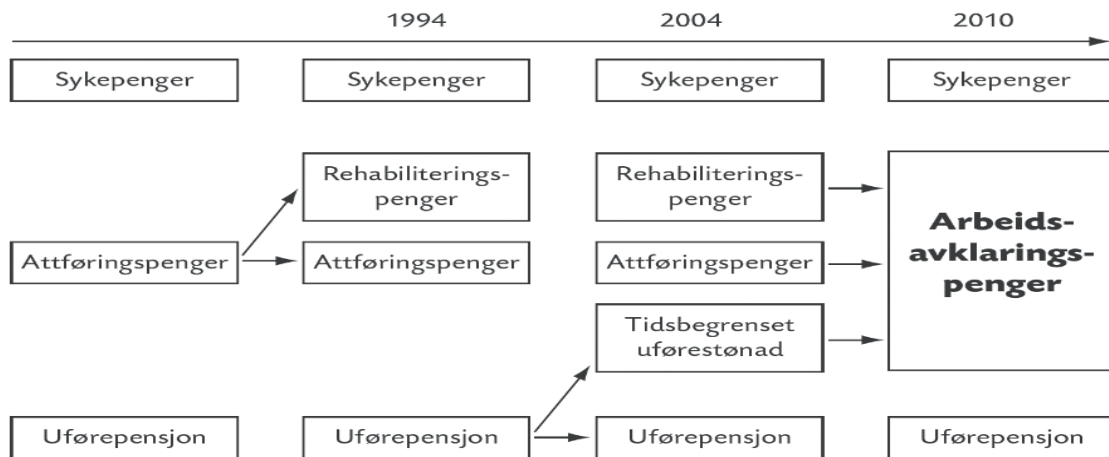 1994 2004 2010
Sykepenger Sykepenger Sykepenger Sykepenger
Rehabiliterings-
penger
Rehabiliterings-
penger
Arbeids-
avklarings-
penger
Attføringspenger Attføringspenger Attføringspenger
Tidsbegrenset
uførestønad
Uførepensjon Uførepensjon Uførepensjon Uførepensjon